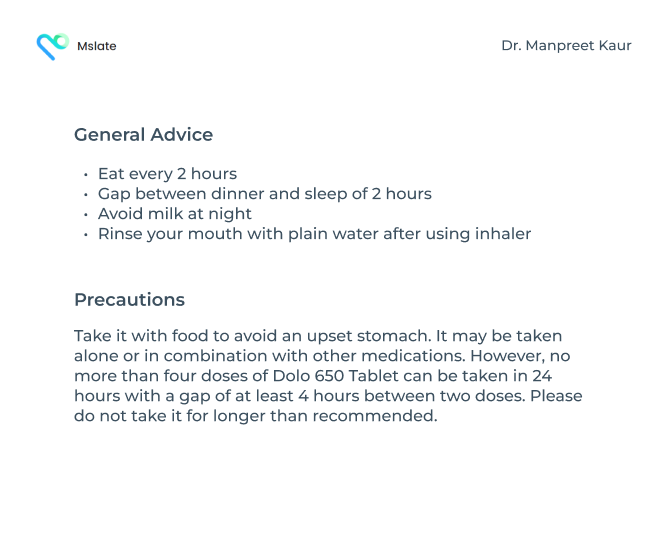 Mslate
Dr. Manpreet Kaur
General Advice
• Eat every 2 hours
• Gap between dinner and sleep of 2 hours
• Avoid milk at night
• Rinse your mouth with plain water after using inhaler
Precautions
Take it with food to avoid an upset stomach. It may be taken
alone or in combination with other medications. However, no
more than four doses of Dolo 650 Tablet can be taken in 24
hours with a gap of at least 4 hours between two doses. Please
do not take it for longer than recommended.